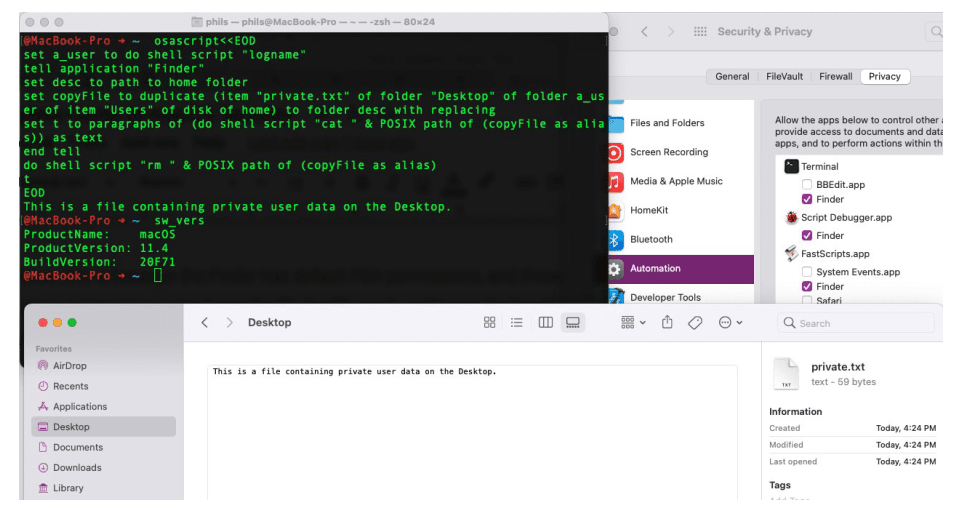 phils — phils@MacBook-Pro — ~ — -zsh — 80×24
@MacBook-Pro → ~ osascript<<EOD
set a_user to do shell script "logname"
tell application "Finder"
set desc to path to home folder
set copyFile to duplicate (item "private.txt" of folder "Desktop" of folder a_us
er of item "Users" of disk of home) to folder desc with replacing
set t to paragraphs of (do shell script "cat " & POSIX path of (copyFile as alia
s)) as text
end tell
do shell script "rm " & POSIX path of (copyFile as alias)
t
EOD
This is a file containing private user data on the Desktop.
@MacBook-Pro → ~ sw_vers
ProductName: macOS
ProductVersion: 11.4
BuildVersion: 20F71
@MacBook-Pro → ~
Security & Privacy
General FileVault Firewall Privacy
Files and Folders
Screen Recording
Media & Apple Music
HomeKit
Bluetooth
Automation
Developer Tools
Allow the apps below to control other
provide access to documents and data
apps, and to perform actions within th
Terminal
BBEdit.app
Finder
Script Debugger.app
Finder
FastScripts.app
System Events.app
Finder
Safari
Desktop
Search
Favorites
AirDrop
Recents
Applications
Desktop
Documents
Downloads
Library
This is a file containing private user data on the Desktop.
TXT
private.txt
text - 59 bytes
Information
Created Today, 4:24 PM
Modified Today, 4:24 PM
Last opened Today, 4:24 PM
Tags